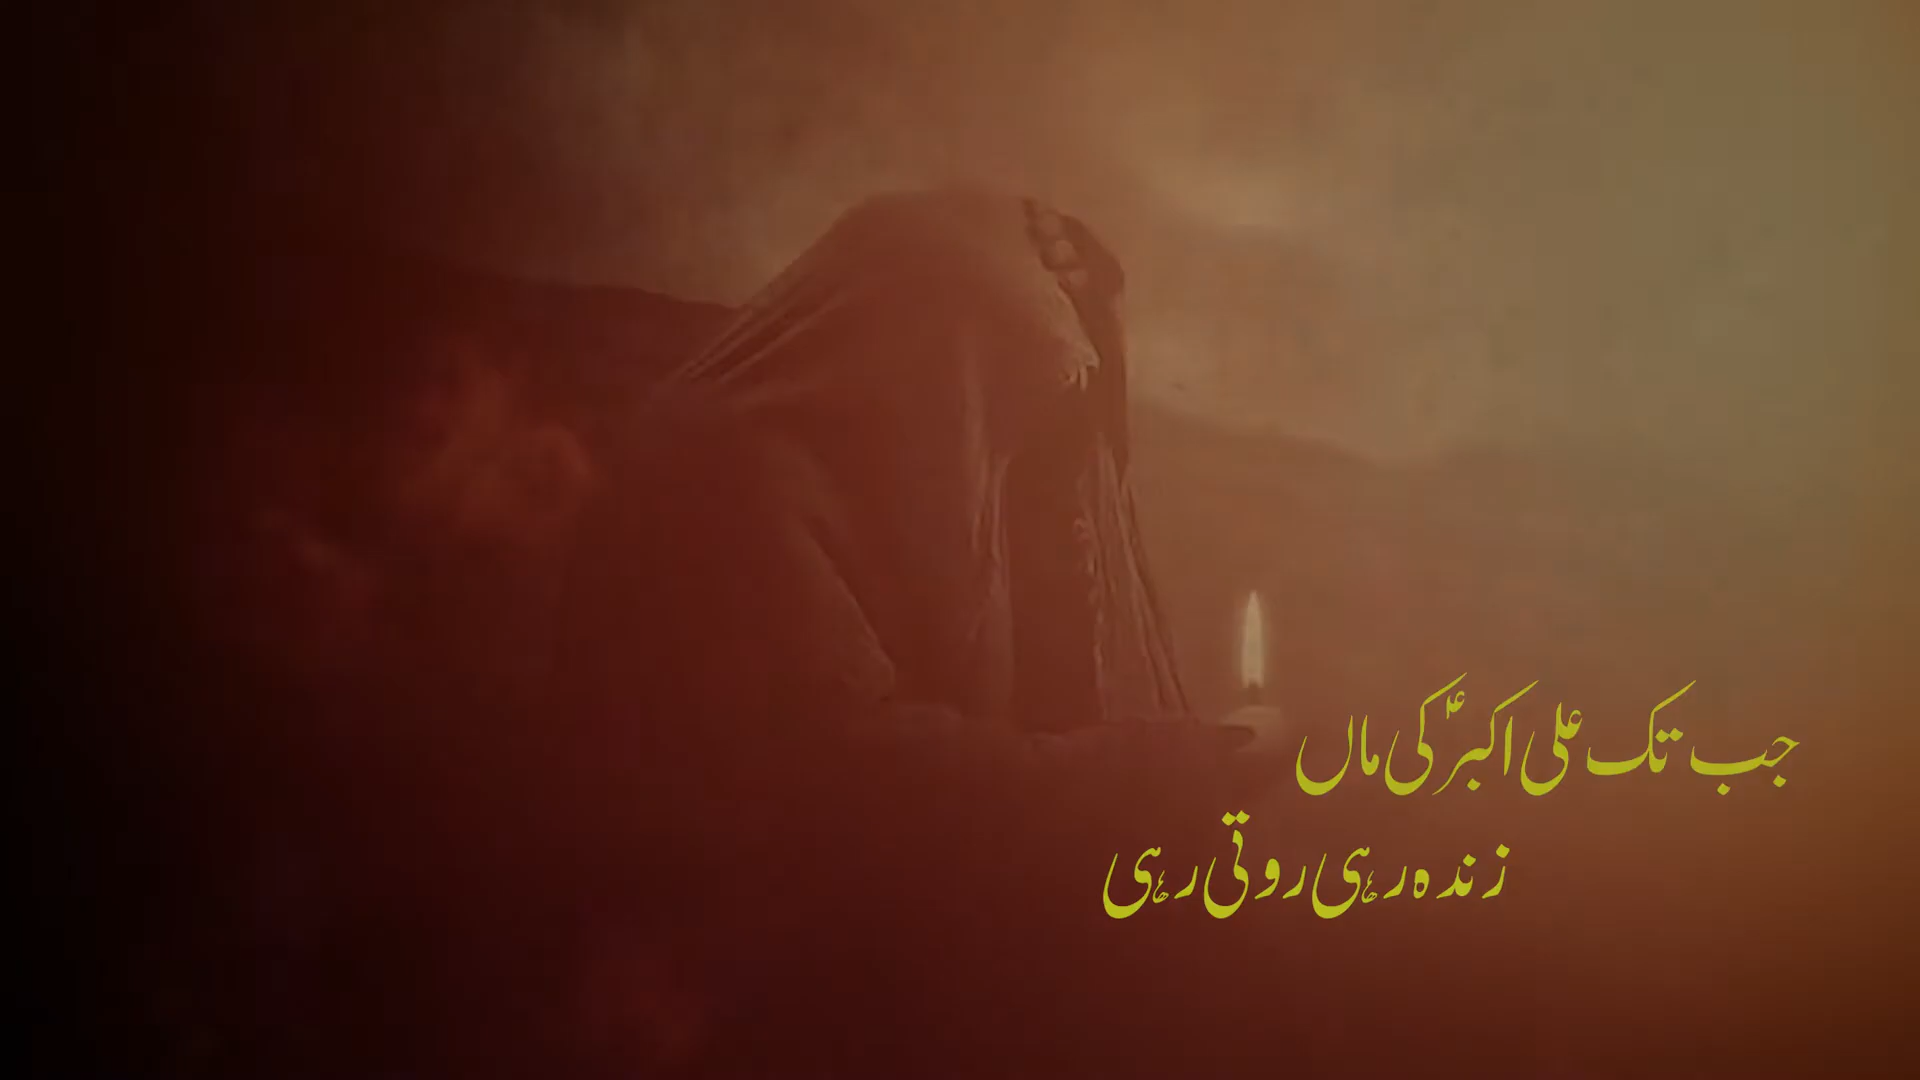 جب تک علی اکبرؑ کی ماں
زندہ رہی روتی رہی